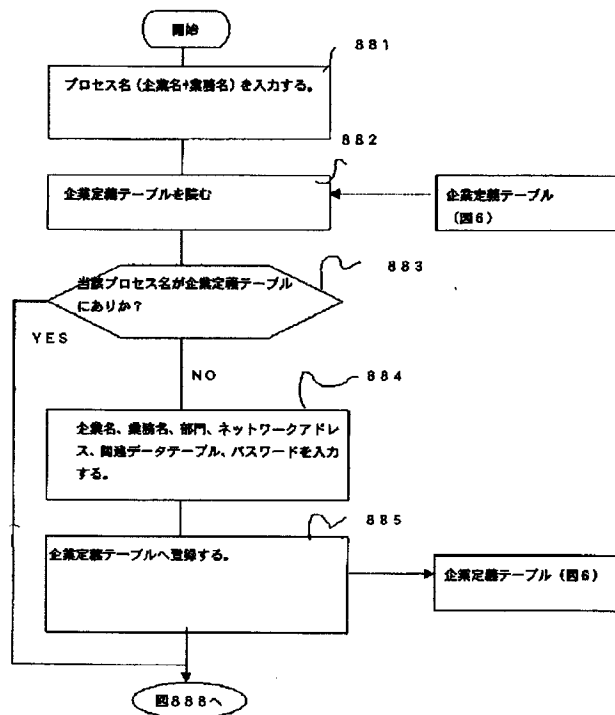 開始
881
プロセス名(企業名+業務名)を入力する。
882
企業定義テーブルを読む
企業定義テーブル
(図6)
883
当該プロセス名が企業定義テーブル
にありか?
YES
NO
884
企業名、業務名、部門、ネットワークアドレ
ス、関連データテーブル、パスワードを入力
する。
885
企業定義テーブルへ登録する。
企業定義テーブル(図6)
図888へ